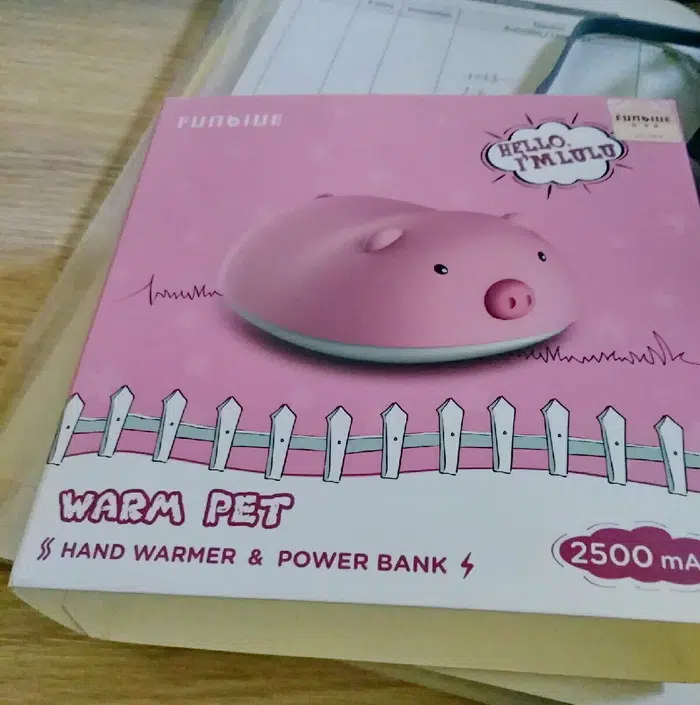 FUNBLUE
FUNBLUE
HELLO,
I'M LULU
WARM PET
HAND WARMER & POWER BANK
2500 mA